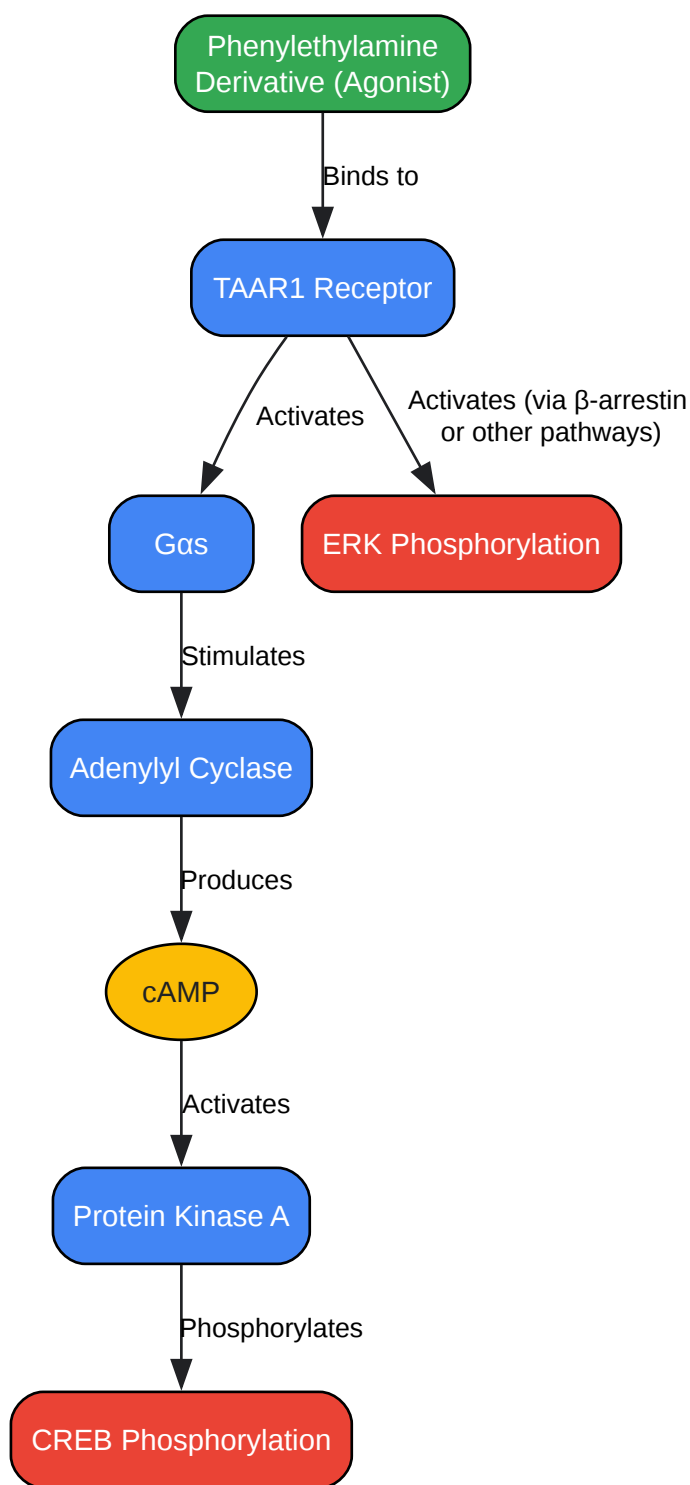 Phenylethylamine
Derivative (Agonist)
Binds to
TAAR1 Receptor
Activates
Activates (via β-arrestin
or other pathways)
Gαs
ERK Phosphorylation
Stimulates
Adenylyl Cyclase
Produces
cAMP
Activates
Protein Kinase A
Phosphorylates
CREB Phosphorylation